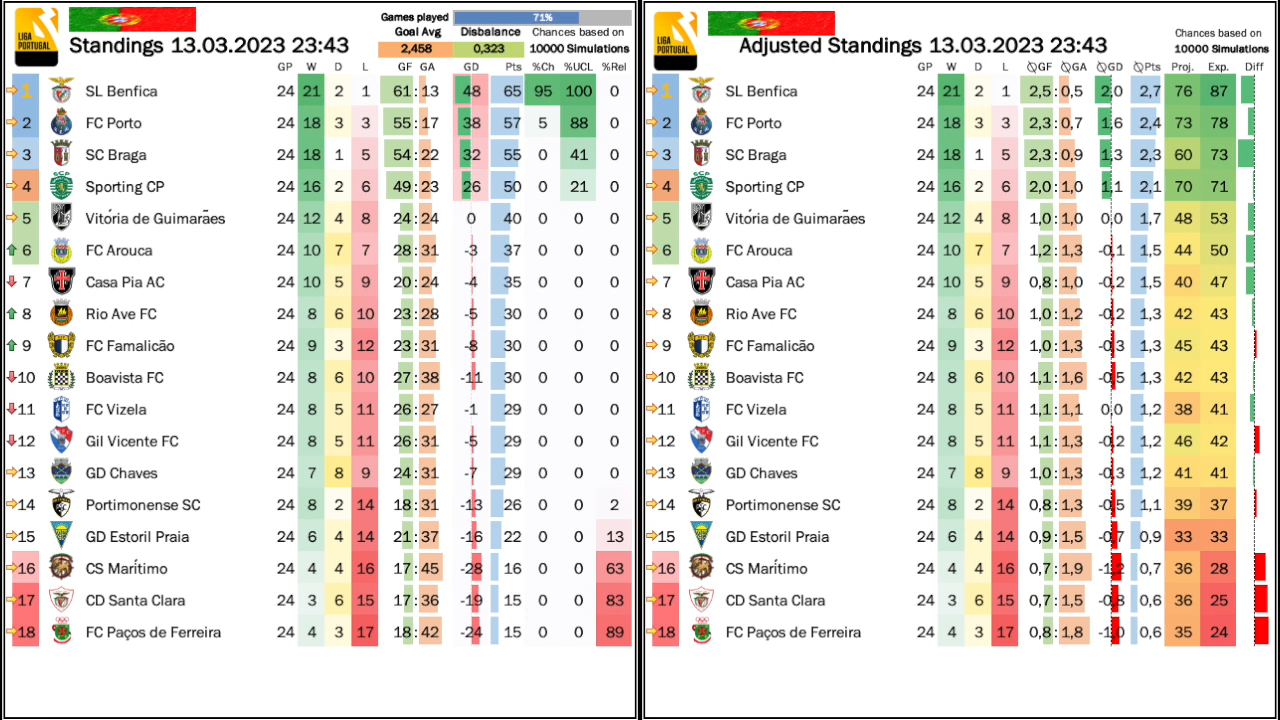 LIGA PORTUGAL
Standings 13.03.2023 23:43
Games played 71%
Goal Avg Disbalance Chances based on
2,458 0,323 10000 Simulations
GP W D L GF GA GD Pts %Ch %UCL %Rel
1 SL Benfica 24 21 2 1 61 : 13 48 65 95 100 0
2 FC Porto 24 18 3 3 55 : 17 38 57 5 88 0
3 SC Braga 24 18 1 5 54 : 22 32 55 0 41 0
4 Sporting CP 24 16 2 6 49 : 23 26 50 0 21 0
5 Vitória de Guimarães 24 12 4 8 24 : 24 0 40 0 0 0
6 FC Arouca 24 10 7 7 28 : 31 -3 37 0 0 0
7 Casa Pia AC 24 10 5 9 20 : 24 -4 35 0 0 0
8 Rio Ave FC 24 8 6 10 23 : 28 -5 30 0 0 0
9 FC Famalicão 24 9 3 12 23 : 31 -8 30 0 0 0
10 Boavista FC 24 8 6 10 27 : 38 -11 30 0 0 0
11 FC Vizela 24 8 5 11 26 : 27 -1 29 0 0 0
12 Gil Vicente FC 24 8 5 11 26 : 31 -5 29 0 0 0
13 GD Chaves 24 7 8 9 24 : 31 -7 29 0 0 0
14 Portimonense SC 24 8 2 14 18 : 31 -13 26 0 0 2
15 GD Estoril Praia 24 6 4 14 21 : 37 -16 22 0 0 13
16 CS Marítimo 24 4 4 16 17 : 45 -28 16 0 0 63
17 CD Santa Clara 24 3 6 15 17 : 36 -19 15 0 0 83
18 FC Paços de Ferreira 24 4 3 17 18 : 42 -24 15 0 0 89
LIGA PORTUGAL
Adjusted Standings 13.03.2023 23:43
Chances based on
10000 Simulations
GP W D L ∅GF ∅GA ∅GD ∅Pts Proj. Exp. Diff
1 SL Benfica 24 21 2 1 2,5 : 0,5 2,0 2,7 76 87
2 FC Porto 24 18 3 3 2,3 : 0,7 1,6 2,4 73 78
3 SC Braga 24 18 1 5 2,3 : 0,9 1,3 2,3 60 73
4 Sporting CP 24 16 2 6 2,0 : 1,0 1,1 2,1 70 71
5 Vitória de Guimarães 24 12 4 8 1,0 : 1,0 0,0 1,7 48 53
6 FC Arouca 24 10 7 7 1,2 : 1,3 -0,1 1,5 44 50
7 Casa Pia AC 24 10 5 9 0,8 : 1,0 -0,2 1,5 40 47
8 Rio Ave FC 24 8 6 10 1,0 : 1,2 -0,2 1,3 42 43
9 FC Famalicão 24 9 3 12 1,0 : 1,3 -0,3 1,3 45 43
10 Boavista FC 24 8 6 10 1,1 : 1,6 -0,5 1,3 42 43
11 FC Vizela 24 8 5 11 1,1 : 1,1 0,0 1,2 38 41
12 Gil Vicente FC 24 8 5 11 1,1 : 1,3 -0,2 1,2 46 42
13 GD Chaves 24 7 8 9 1,0 : 1,3 -0,3 1,2 41 41
14 Portimonense SC 24 8 2 14 0,8 : 1,3 -0,5 1,1 39 37
15 GD Estoril Praia 24 6 4 14 0,9 : 1,5 -0,7 0,9 33 33
16 CS Marítimo 24 4 4 16 0,7 : 1,9 -1,2 0,7 36 28
17 CD Santa Clara 24 3 6 15 0,7 : 1,5 -0,8 0,6 36 25
18 FC Paços de Ferreira 24 4 3 17 0,8 : 1,8 -1,0 0,6 35 24